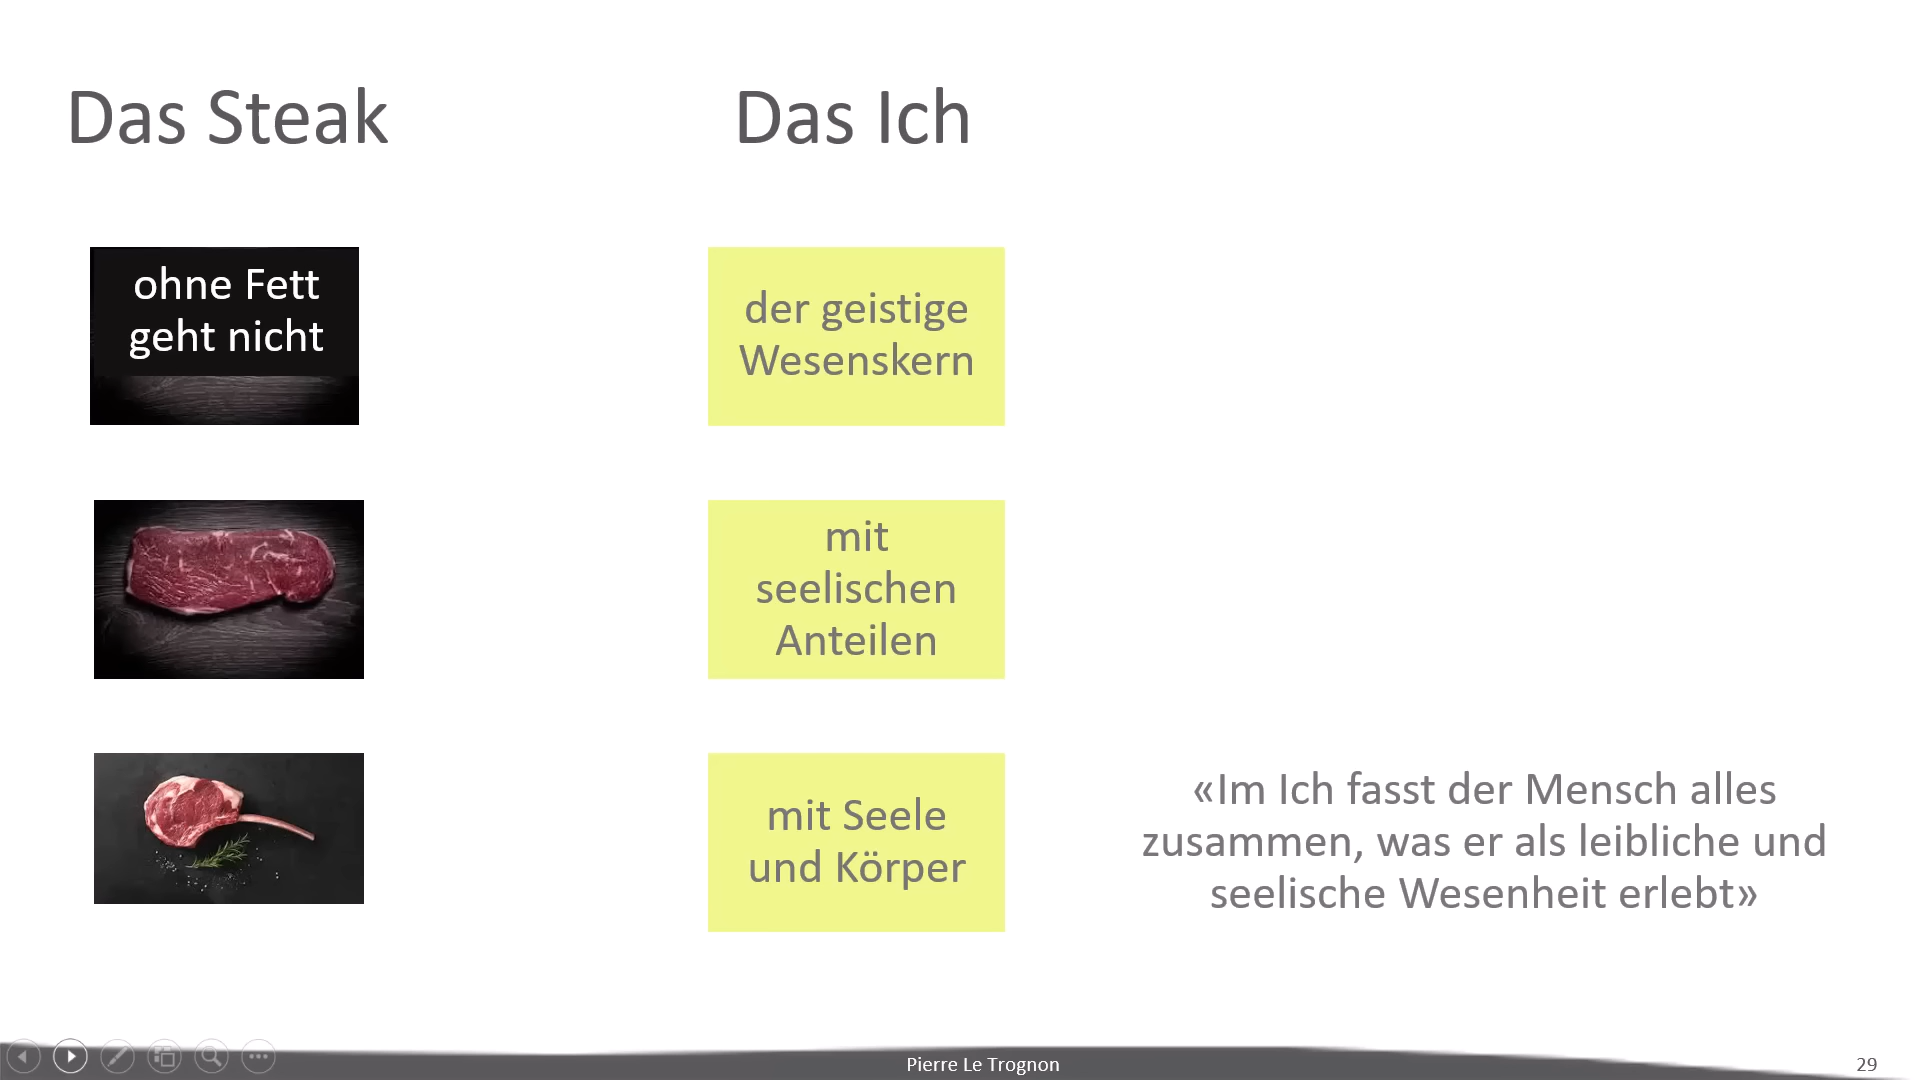 Das Steak
Das Ich
ohne Fett
geht nicht
der geistige
Wesenskern
mit
seelischen
Anteilen
mit Seele
und Körper
«Im Ich fasst der Mensch alles
zusammen, was er als leibliche und
seelische Wesenheit erlebt»
Pierre Le Trognon
29